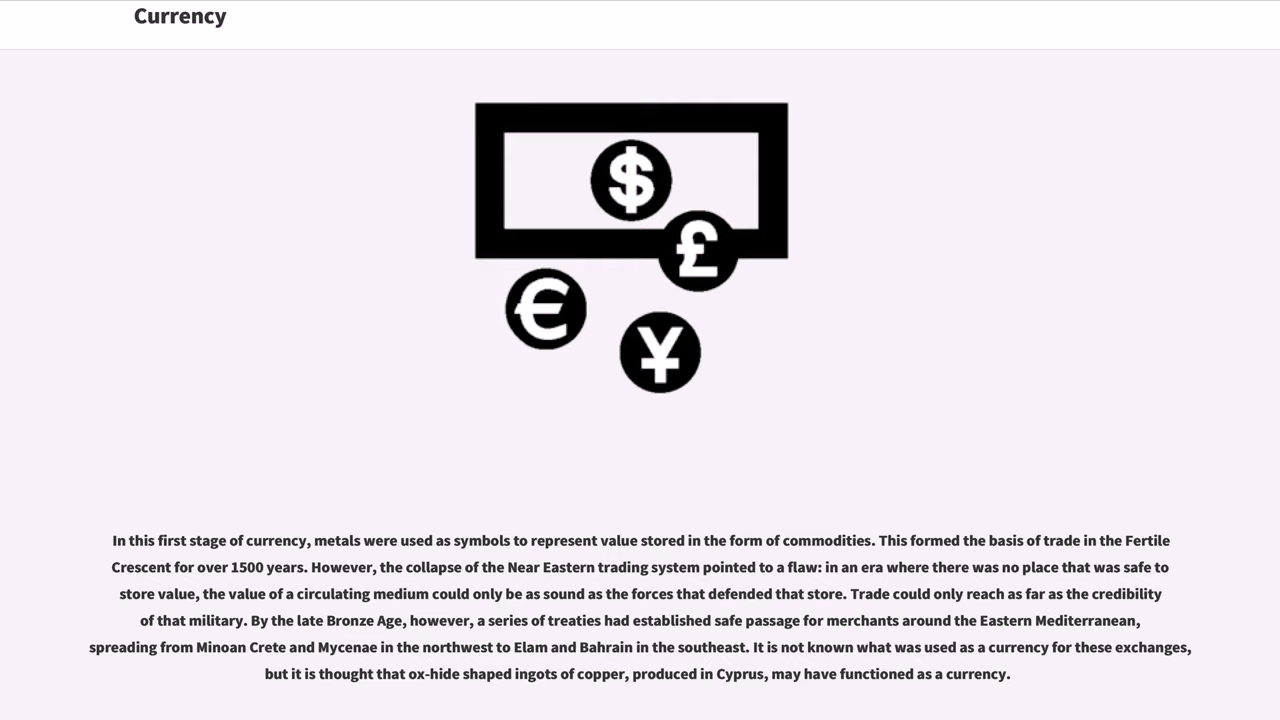 Currency
$
£
€
¥
In this first stage of currency, metals were used as symbols to represent value stored in the form of commodities. This formed the basis of trade in the Fertile
Crescent for over 1500 years. However, the collapse of the Near Eastern trading system pointed to a flaw: in an era where there was no place that was safe to
store value, the value of a circulating medium could only be as sound as the forces that defended that store. Trade could only reach as far as the credibility
of that military. By the late Bronze Age, however, a series of treaties had established safe passage for merchants around the Eastern Mediterranean,
spreading from Minoan Crete and Mycenae in the northwest to Elam and Bahrain in the southeast. It is not known what was used as a currency for these exchanges,
but it is thought that ox-hide shaped ingots of copper, produced in Cyprus, may have functioned as a currency.